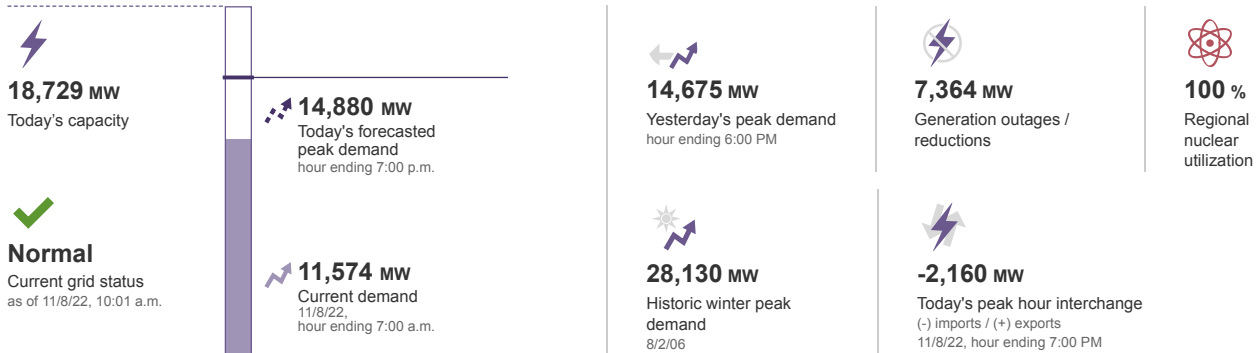 18,729 MW
Today's capacity
Normal
Current grid status
as of 11/8/22, 10:01 a.m.
14,880 MW
Today's forecasted
peak demand
hour ending 7:00 p.m.
11,574 MW
Current demand
11/8/22,
hour ending 7:00 a.m.
14,675 MW
Yesterday's peak demand
hour ending 6:00 PM
7,364 MW
Generation outages /
reductions
100 %
Regional
nuclear
utilization
28,130 MW
Historic winter peak
demand
8/2/06
-2,160 MW
Today's peak hour interchange
(-) imports / (+) exports
11/8/22, hour ending 7:00 PM